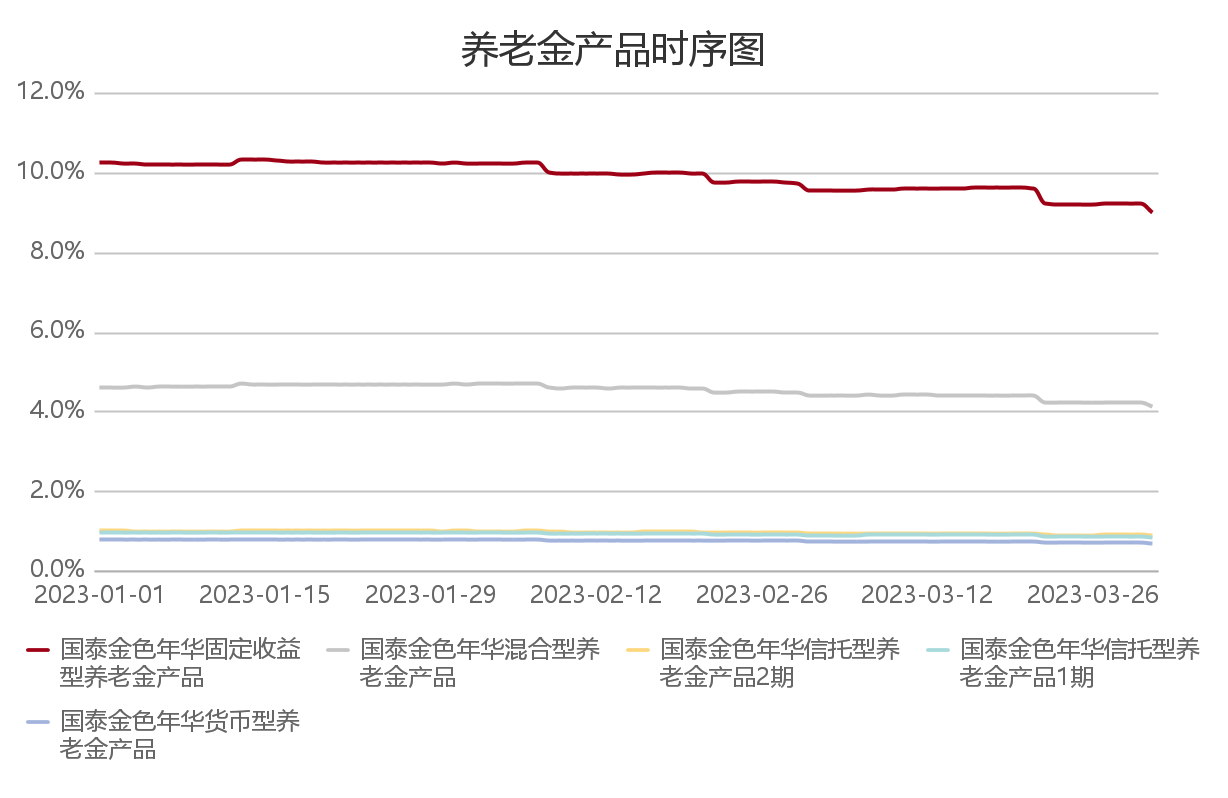 养老金产品时序图
12.0%
10.0%
8.0%
6.0%
4.0%
2.0%
0.0%
2023-01-01
2023-01-15
2023-01-29
2023-02-12
2023-02-26
2023-03-12
2023-03-26
国泰金色年华固定收益
型养老金产品
国泰金色年华混合型养
老金产品
国泰金色年华信托型养
老金产品2期
国泰金色年华信托型养
老金产品1期
国泰金色年华货币型养
老金产品